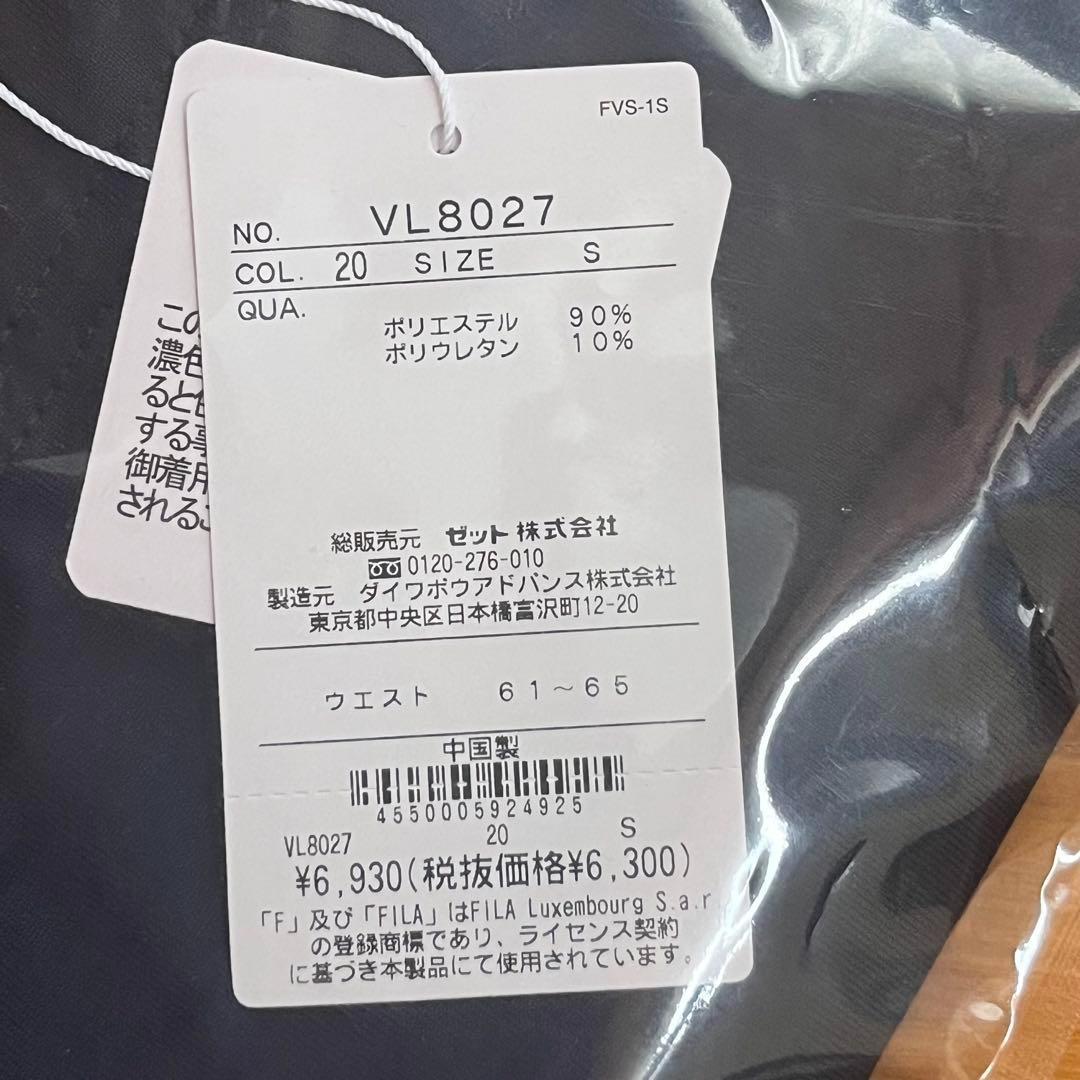 FVS-1S
NO. VL8027
COL. 20 SIZE S
QUA.
ポリエステル 90%
ポリウレタン 10%
総販売元 ゼット株式会社
0120-276-010
製造元 ダイワボウアドバンス株式会社
東京都中央区日本橋富沢町12-20
ウエスト 61～65
中国製
4550005924925
VL8027 20 S
¥6,930(税抜価格¥6,300)
「F」及び「FILA」はFILA Luxembourg S.a.r
の登録商標であり、ライセンス契約
に基づき本製品にて使用されています。
この
濃色
ると
する事
御着用
されるこ